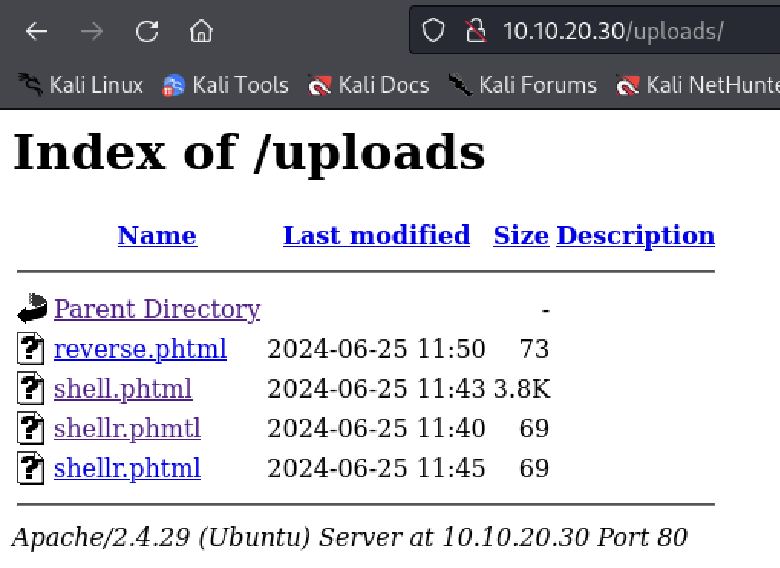 10.10.20.30/uploads/
Kali Linux Kali Tools Kali Docs Kali Forums Kali NetHunte
Index of /uploads
Name Last modified Size Description
Parent Directory -
reverse.phtml 2024-06-25 11:50 73
shell.phtml 2024-06-25 11:43 3.8K
shellr.phmtl 2024-06-25 11:40 69
shellr.phtml 2024-06-25 11:45 69
Apache/2.4.29 (Ubuntu) Server at 10.10.20.30 Port 80